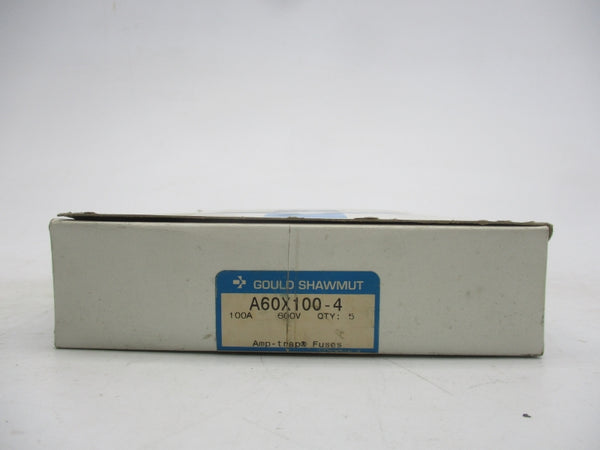 GOULD SHAWMUT
A60X100-4
100A 600V QTY: 5
Amp-trap® Fuses